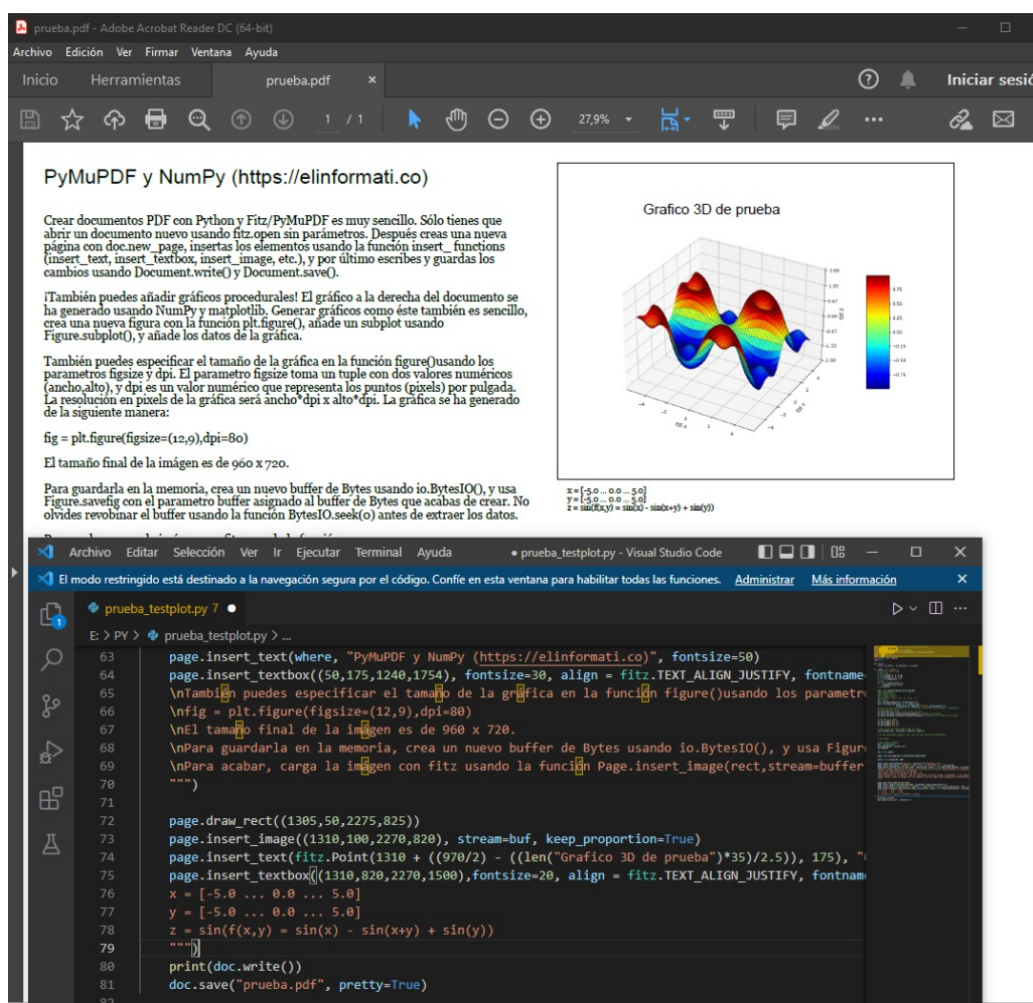 prueba.pdf - Adobe Acrobat Reader DC (64-bit)
Archivo Edición Ver Firmar Ventana Ayuda
Inicio Herramientas prueba.pdf × Iniciar sesió
1 / 1 27,9%
PyMuPDF y NumPy (https://elinformati.co)
Crear documentos PDF con Python y Fitz/PyMuPDF es muy sencillo. Sólo tienes que
abrir un documento nuevo usando fitz.open sin parámetros. Después creas una nueva
página con doc.new_page, insertas los elementos usando la función insert_ functions
(insert_text, insert_textbox, insert_image, etc.), y por último escribes y guardas los
cambios usando Document.write() y Document.save().
¡También puedes añadir gráficos procedurales! El gráfico a la derecha del documento se
ha generado usando NumPy y matplotlib. Generar gráficos como éste también es sencillo,
crea una nueva figura con la función plt.figure(), añade un subplot usando
Figure.subplot(), y añade los datos de la gráfica.
También puedes especificar el tamaño de la gráfica en la función figure()usando los
parametros figsize y dpi. El parametro figsize toma un tuple con dos valores numéricos
(ancho,alto), y dpi es un valor numérico que representa los puntos (pixels) por pulgada.
La resolución en pixels de la gráfica será ancho*dpi x alto*dpi. La gráfica se ha generado
de la siguiente manera:
fig = plt.figure(figsize=(12,9),dpi=80)
El tamaño final de la imágen es de 960 x 720.
Para guardarla en la memoria, crea un nuevo buffer de Bytes usando io.BytesIO(), y usa
Figure.savefig con el parametro buffer asignado al buffer de Bytes que acabas de crear. No
olvides revobinar el buffer usando la función BytesIO.seek(0) antes de extraer los datos.
Grafico 3D de prueba
x = [-5.0 ... 0.0 ... 5.0]
y = [-5.0 ... 0.0 ... 5.0]
z = sin(f(x,y) = sin(x) - sin(x+y) + sin(y))
Archivo Editar Selección Ver Ir Ejecutar Terminal Ayuda ● prueba_testplot.py - Visual Studio Code
El modo restringido está destinado a la navegación segura por el código. Confíe en esta ventana para habilitar todas las funciones. Administrar Más información
prueba_testplot.py 7 ●
E: > PY > prueba_testplot.py > ...
63 page.insert_text(where, "PyMuPDF y NumPy (https://elinformati.co)", fontsize=50)
64 page.insert_textbox((50,175,1240,1754), fontsize=30, align = fitz.TEXT_ALIGN_JUSTIFY, fontname
65 \nTambién puedes especificar el tamaño de la gráfica en la función figure()usando los parametr
66 \nfig = plt.figure(figsize=(12,9),dpi=80)
67 \nEl tamaño final de la imágen es de 960 x 720.
68 \nPara guardarla en la memoria, crea un nuevo buffer de Bytes usando io.BytesIO(), y usa Figur
69 \nPara acabar, carga la imágen con fitz usando la función Page.insert_image(rect,stream=buffer
70 """)
71
72 page.draw_rect((1305,50,2275,825))
73 page.insert_image((1310,100,2270,820), stream=buf, keep_proportion=True)
74 page.insert_text(fitz.Point(1310 + ((970/2) - ((len("Grafico 3D de prueba")*35)/2.5)), 175), "
75 page.insert_textbox((1310,820,2270,1500),fontsize=20, align = fitz.TEXT_ALIGN_JUSTIFY, fontnam
76 x = [-5.0 ... 0.0 ... 5.0]
77 y = [-5.0 ... 0.0 ... 5.0]
78 z = sin(f(x,y) = sin(x) - sin(x+y) + sin(y))
79 """)
80 print(doc.write())
81 doc.save("prueba.pdf", pretty=True)